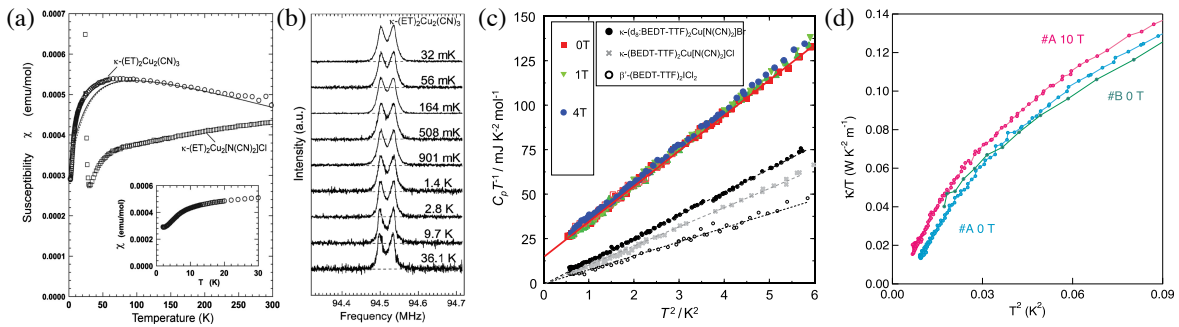 (a)
0.0007
0.0006
0.0005
0.0004
0.0003
0.0002
0.0001
0.0000
Susceptibility χ (emu/mol)
κ-(ET)₂Cu₂(CN)₃
κ-(ET)₂Cu₂[N(CN)₂]Cl
0.0006
0.0004
0.0002
0.0000
χ (emu/mol)
0 10 20 30
T (K)
0 50 100 150 200 250 300
Temperature (K)
(b)
Intensity (a.u.)
κ-(ET)₂Cu₂(CN)₃
32 mK
56 mK
164 mK
508 mK
901 mK
1.4 K
2.8 K
9.7 K
36.1 K
94.4 94.5 94.6 94.7
Frequency (MHz)
(c)
150
125
100
75
50
25
0
CₚT⁻¹ / mJ K⁻² mol⁻¹
0T
1T
4T
κ-(d₈:BEDT-TTF)₂Cu[N(CN)₂]Br
κ-(BEDT-TTF)₂Cu[N(CN)₂]Cl
β'-(BEDT-TTF)₂ICl₂
0 1 2 3 4 5 6
T² / K²
(d)
0.14
0.12
0.10
0.08
0.06
0.04
0.02
0
κ/T (W K⁻² m⁻¹)
#A 10 T
#B 0 T
#A 0 T
0 0.03 0.06 0.09
T² (K²)